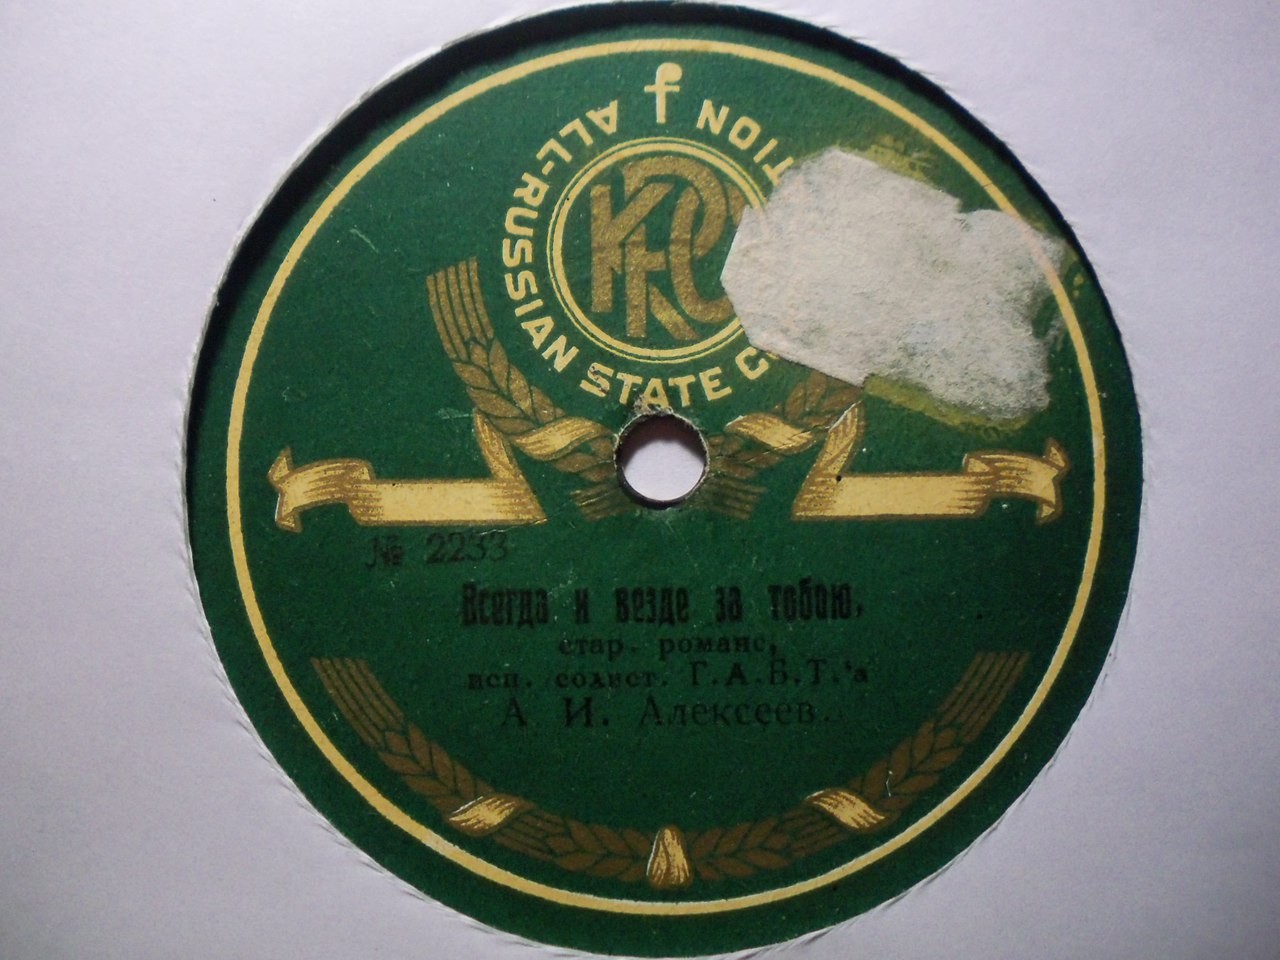 ALL-RUSSIAN STATE C TION
№ 2233
Всегда и везде за тобою,
стар. романс,
исп. солист. Г.А.Б.Т.'а
А. И. Алексеев.